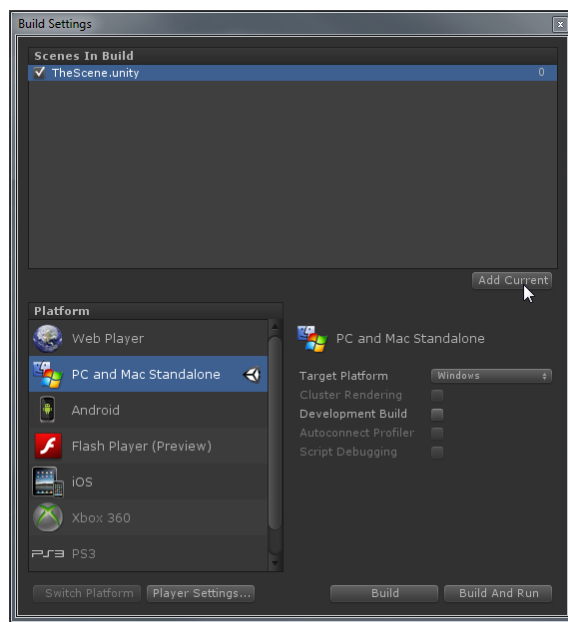 Build Settings
x
Scenes In Build
TheScene.unity 0
Add Current
Platform
Web Player
PC and Mac Standalone
Android
Flash Player (Preview)
iOS
Xbox 360
PS3 PS3
PC and Mac Standalone
Target Platform Windows
Cluster Rendering
Development Build
Autoconnect Profiler
Script Debugging
Switch Platform Player Settings... Build Build And Run